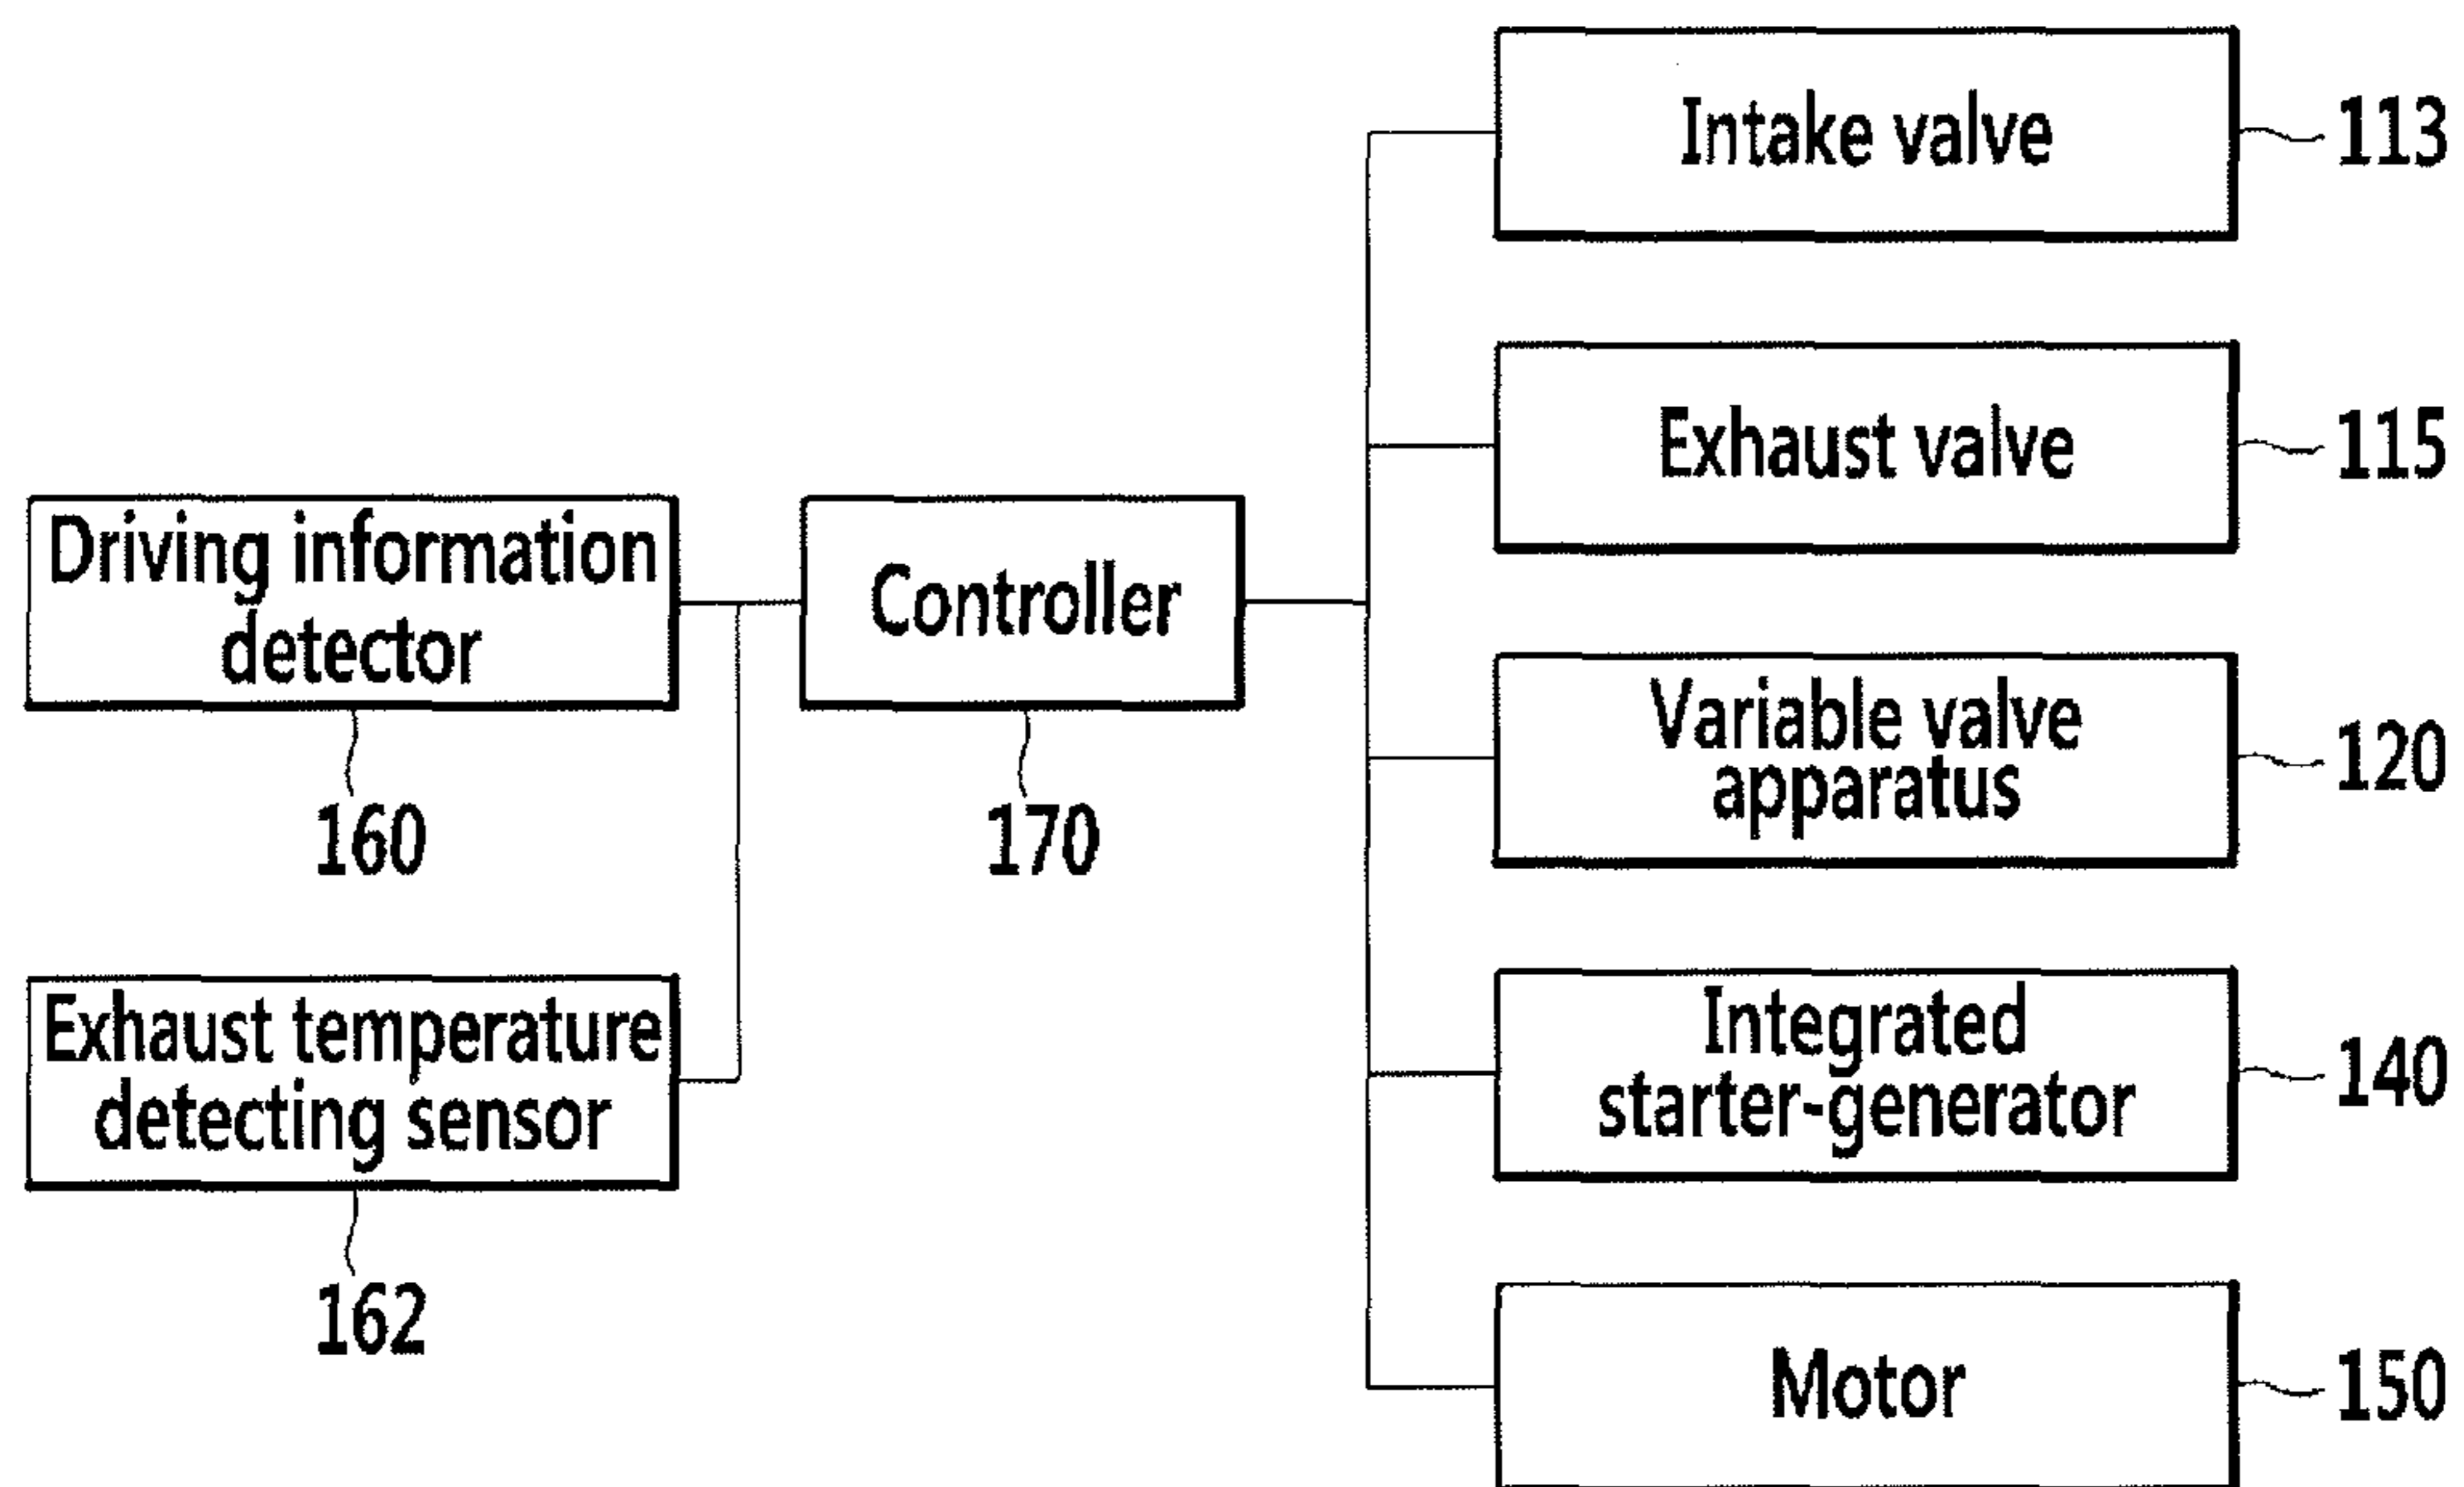 Intake valve
113
Exhaust valve
115
Driving information
detector
160
Controller
170
Variable valve
apparatus
120
Exhaust temperature
detecting sensor
162
Integrated
starter-generator
140
Motor
150